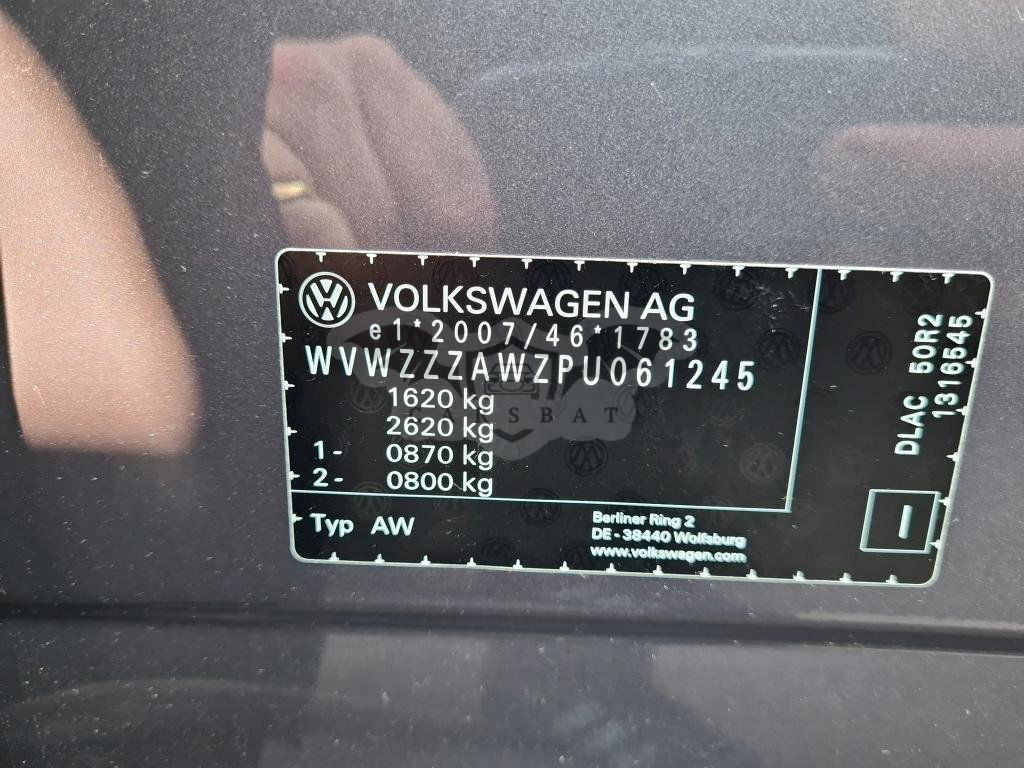 VOLKSWAGEN AG
e1*2007/46*1783
WVWZZZAWZPU061245
1620 kg
2620 kg
1- 0870 kg
2- 0800 kg
Typ AW
Berliner Ring 2
DE - 38440 Wolfsburg
www.volkswagen.com
DLAC 50R2
1316545
CARSBAT